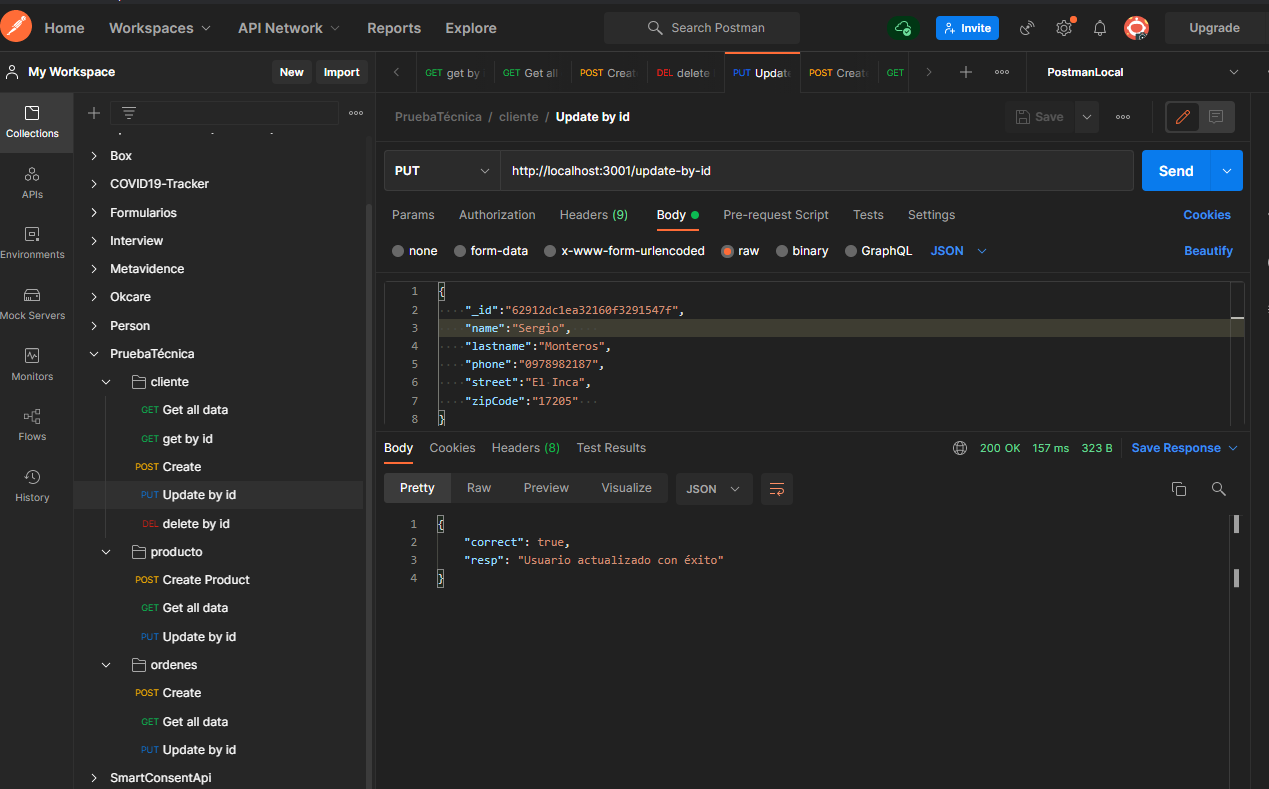 Home Workspaces API Network Reports Explore Search Postman Invite Upgrade
My Workspace New Import
GET get by GET Get all POST Creat DEL delete PUT Update POST Creat GET PostmanLocal
Collections
APIs
Environments
Mock Servers
Monitors
Flows
History
Box
COVID19-Tracker
Formularios
Interview
Metavidence
Okcare
Person
PruebaTécnica
cliente
GET Get all data
GET get by id
POST Create
PUT Update by id
DEL delete by id
producto
POST Create Product
GET Get all data
PUT Update by id
ordenes
POST Create
GET Get all data
PUT Update by id
SmartConsentApi
PruebaTécnica / cliente / Update by id Save
PUT http://localhost:3001/update-by-id Send
Params Authorization Headers (9) Body Pre-request Script Tests Settings Cookies
none form-data x-www-form-urlencoded raw binary GraphQL JSON Beautify
1 {
2 "_id":"62912dc1ea32160f3291547f",
3 "name":"Sergio",
4 "lastname":"Monteros",
5 "phone":"0978982187",
6 "street":"El Inca",
7 "zipCode":"17205"
8 }
Body Cookies Headers (8) Test Results 200 OK 157 ms 323 B Save Response
Pretty Raw Preview Visualize JSON
1 {
2 "correct": true,
3 "resp": "Usuario actualizado con éxito"
4 }